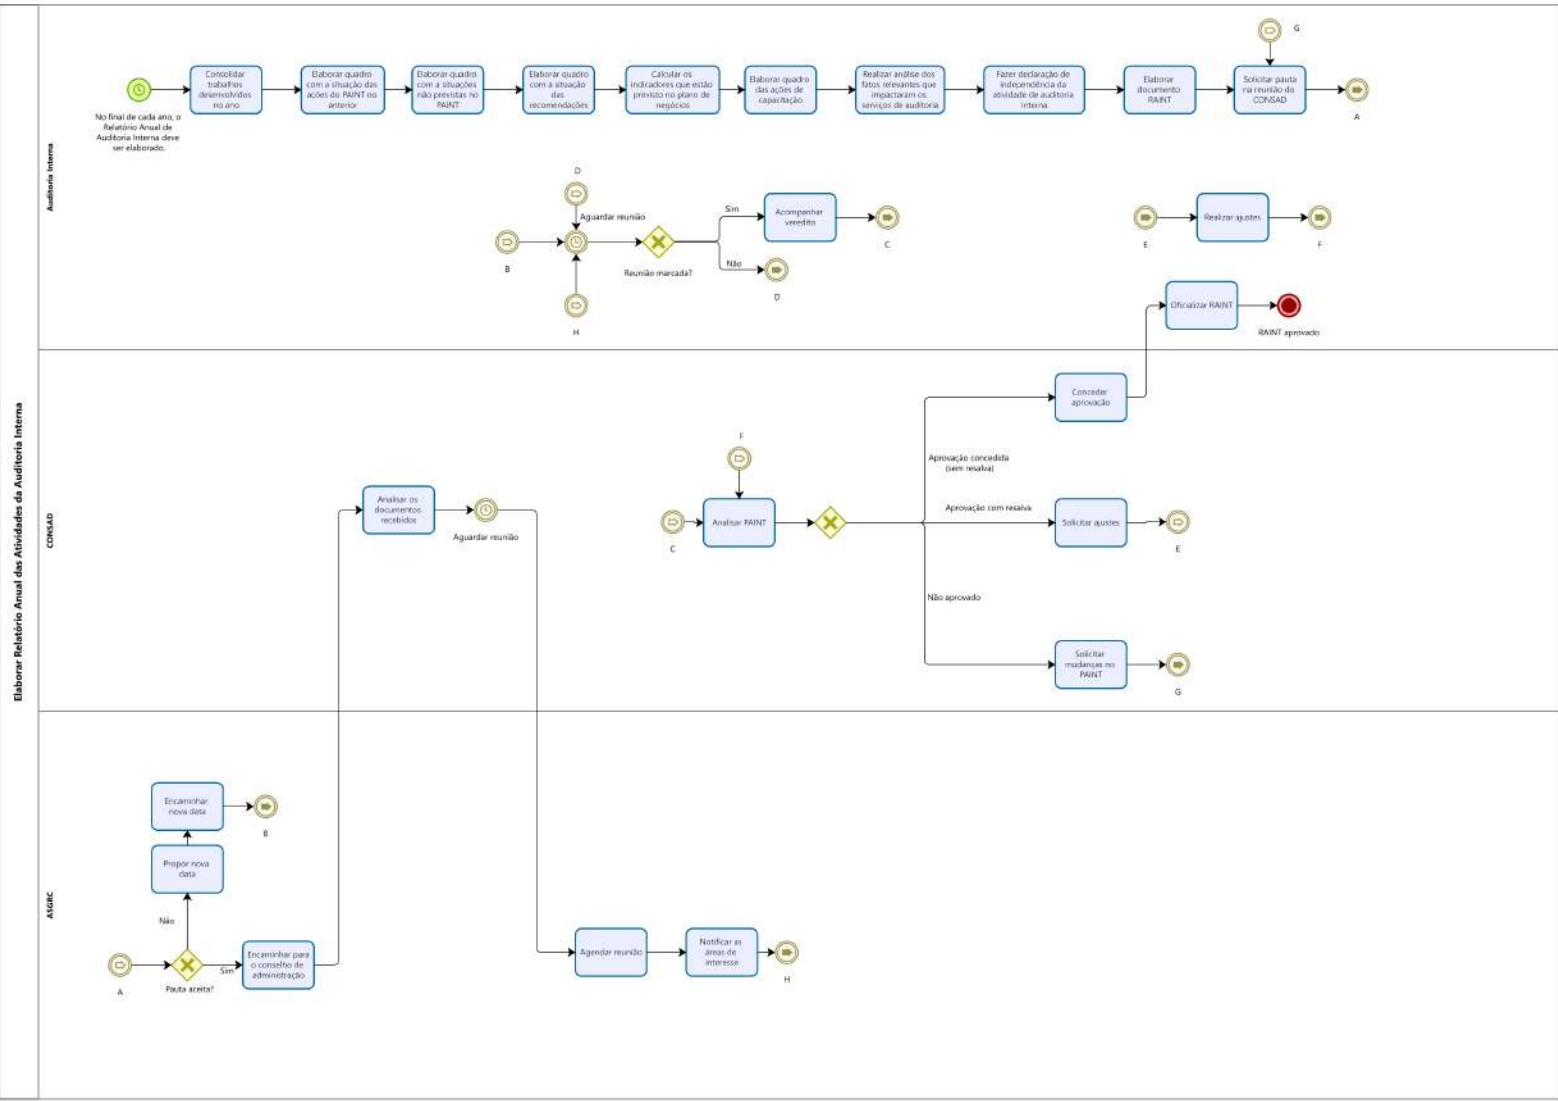 Elaborar Relatório Anual das Atividades da Auditoria Interna
Auditoria Interna
G
Consolidar
trabalhos
desenvolvidos
no ano
Elaborar quadro
com a situação das
ações do PAINT no
anterior
Elaborar quadro
com a situações
não previstas no
PAINT
Elaborar quadro
com a situação
das
recomendações
Calcular os
indicadores que estão
previsto no plano de
negócios
Elaborar quadro
das ações de
capacitação
Realizar análise dos
fatos relevantes que
impactaram os
serviços de auditoria
Fazer declaração de
independência da
atividade de auditoria
interna
Elaborar
documento
RAINT
Solicitar pauta
na reunião do
CONSAD
A
No final de cada ano, o
Relatório Anual de
Auditoria Interna deve
ser elaborado.
D
Aguardar reunião
B
H
Reunião marcada?
Sim
Não
Acompanhar
veredito
C
D
E
Realizar ajustes
F
Oficializar RAINT
RAINT aprovado
CONSAD
Analisar os
documentos
recebidos
Aguardar reunião
F
C
Analisar PAINT
Aprovação concedida
(sem resalva)
Aprovação com resalva
Não aprovado
Conceder
aprovação
Solicitar ajustes
E
Solicitar
mudanças no
PAINT
G
ASGRC
Encaminhar
nova data
B
Propor nova
data
Não
A
Pauta aceita?
Sim
Encaminhar para
o conselho de
administração
Agendar reunião
Notificar as
áreas de
interesse
H